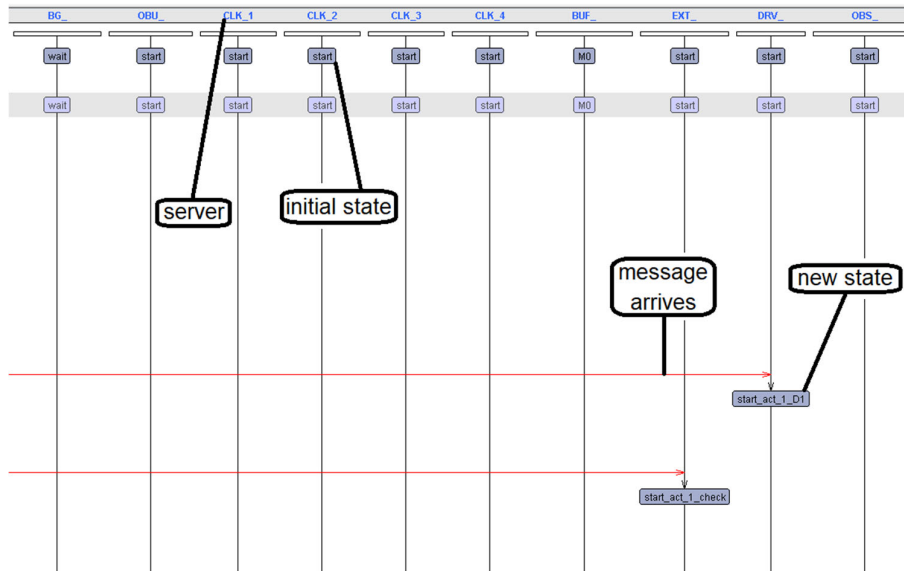 BG_ OBU_ CLK_1 CLK_2 CLK_3 CLK_4 BUF_ EXT_ DRV_ OBS_
wait start start start start start M0 start start start
wait start start start start start M0 start start start
server
initial state
message
arrives
new state
start_act_1_D1
start_act_1_check